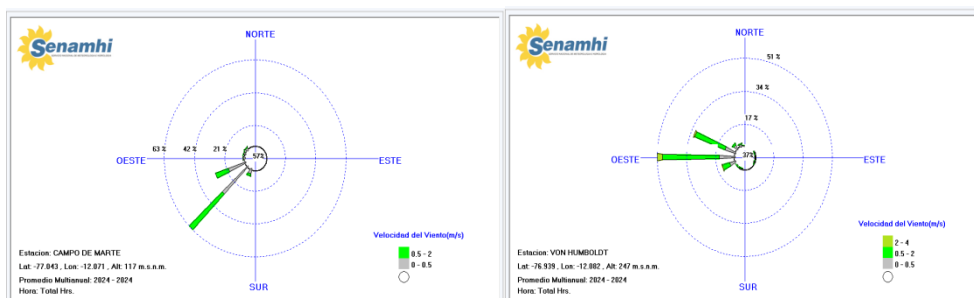 Senamhi
NORTE
63 %
42 %
21 %
57%
OESTE
ESTE
SUR
Velocidad del Viento(m/s)
0.5 - 2
0 - 0.5
Estacion: CAMPO DE MARTE
Lat: -77.043 , Lon: -12.071 , Alt: 117 m.s.n.m.
Promedio Multianual: 2024 - 2024
Hora: Total Hrs.
Senamhi
NORTE
51 %
34 %
17 %
37%
OESTE
ESTE
SUR
Velocidad del Viento(m/s)
2 - 4
0.5 - 2
0 - 0.5
Estacion: VON HUMBOLDT
Lat: -76.939 , Lon: -12.082 , Alt: 247 m.s.n.m.
Promedio Multianual: 2024 - 2024
Hora: Total Hrs.